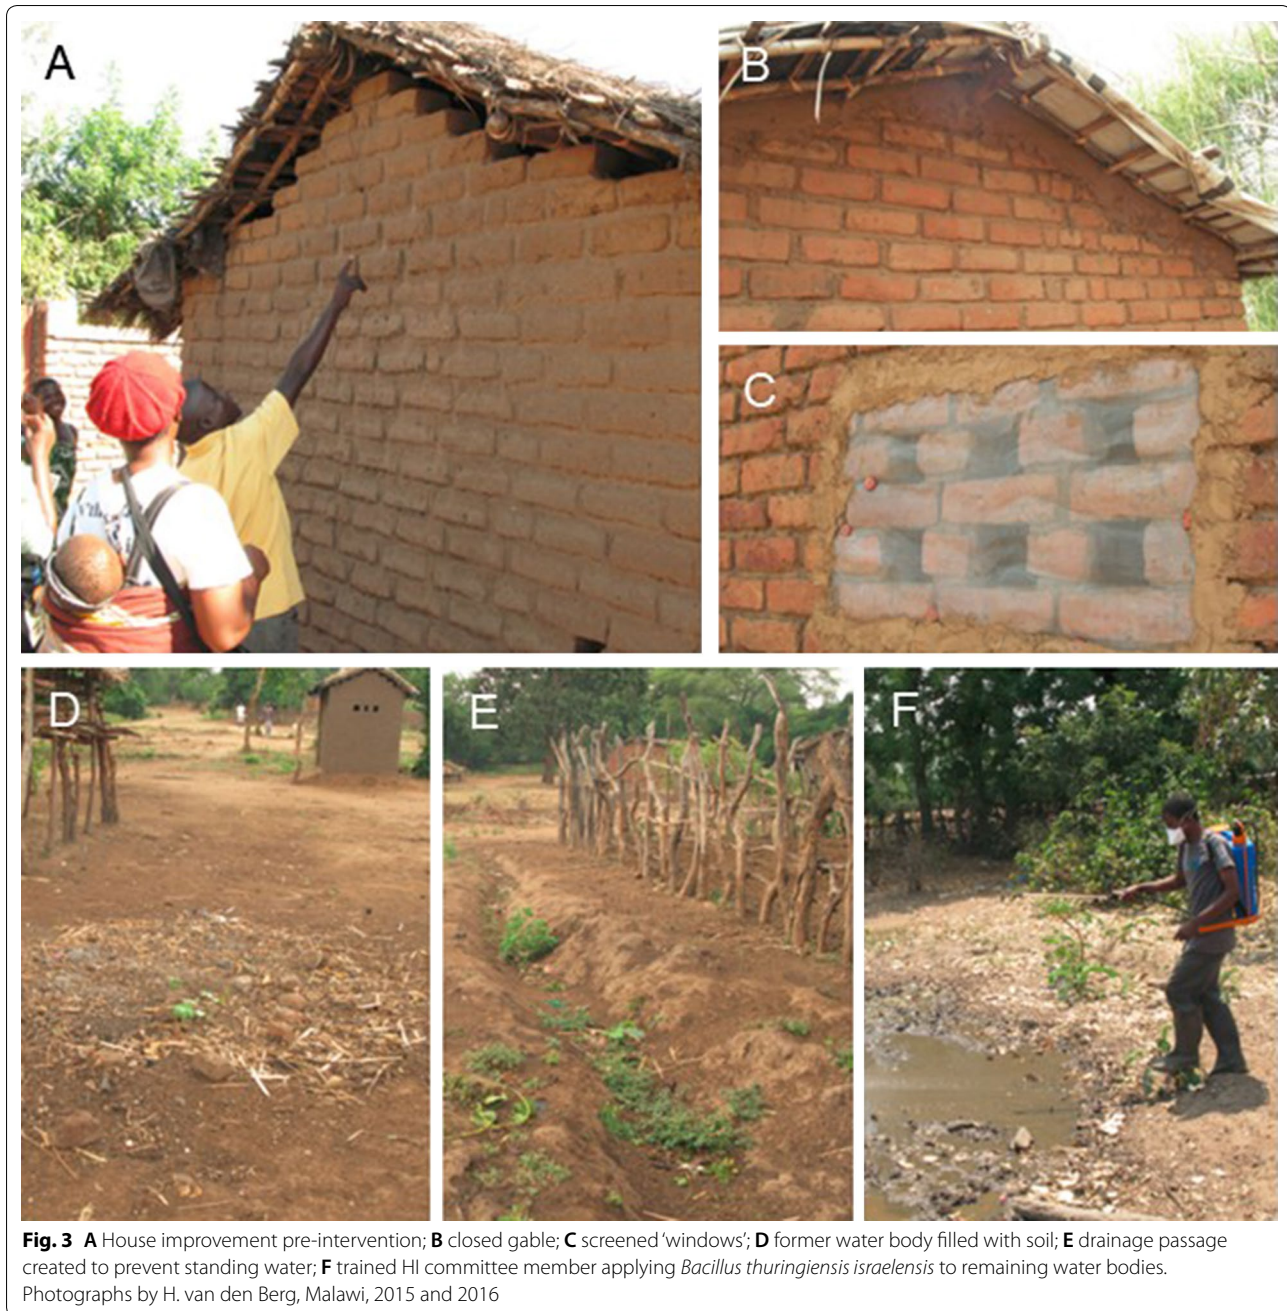 A
B
C
D
E
F
Fig. 3 A House improvement pre-intervention; B closed gable; C screened ‘windows’; D former water body filled with soil; E drainage passage
created to prevent standing water; F trained HI committee member applying Bacillus thuringiensis israelensis to remaining water bodies.
Photographs by H. van den Berg, Malawi, 2015 and 2016